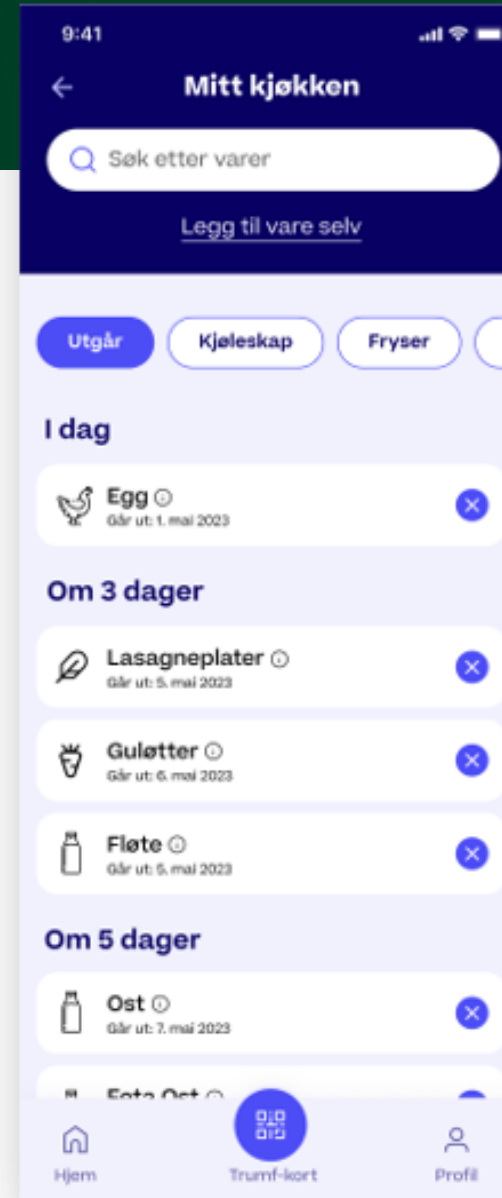 9:41
Mitt kjøkken
Søk etter varer
Legg til vare selv
Utgår Kjøleskap Fryser
I dag
Egg
Går ut: 1. mai 2023
Om 3 dager
Lasagneplater
Går ut: 5. mai 2023
Guløtter
Går ut: 6. mai 2023
Fløte
Går ut: 5. mai 2023
Om 5 dager
Ost
Går ut: 7. mai 2023
Ost
Hjem Trumf-kort Profil